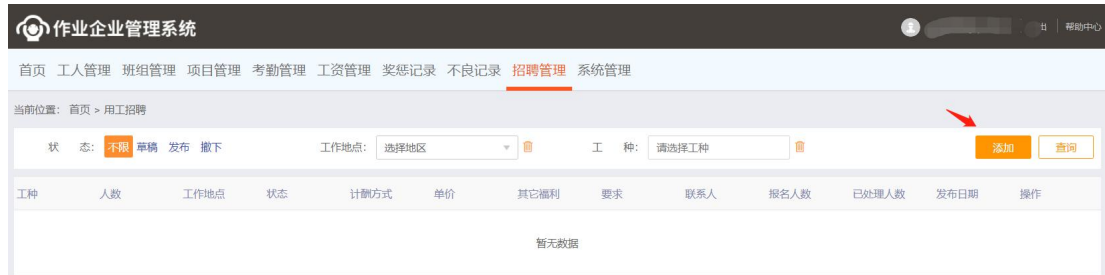 作业企业管理系统
帮助中心
首页 工人管理 班组管理 项目管理 考勤管理 工资管理 奖惩记录 不良记录 招聘管理 系统管理
当前位置： 首页 > 用工招聘
状 态： 不限 草稿 发布 撤下 工作地点： 选择地区 工 种： 请选择工种 添加 查询
工种 人数 工作地点 状态 计酬方式 单价 其它福利 要求 联系人 报名人数 已处理人数 发布日期 操作
暂无数据